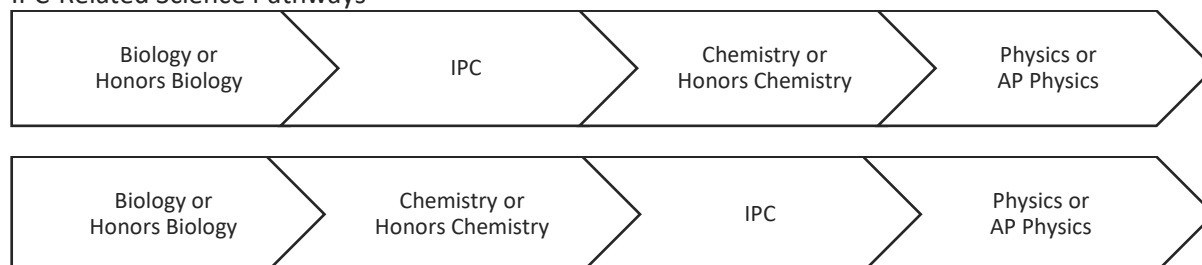 IPC-Related Science Pathways
Biology or
Honors Biology
IPC
Chemistry or
Honors Chemistry
Physics or
AP Physics
Biology or
Honors Biology
Chemistry or
Honors Chemistry
IPC
Physics or
AP Physics